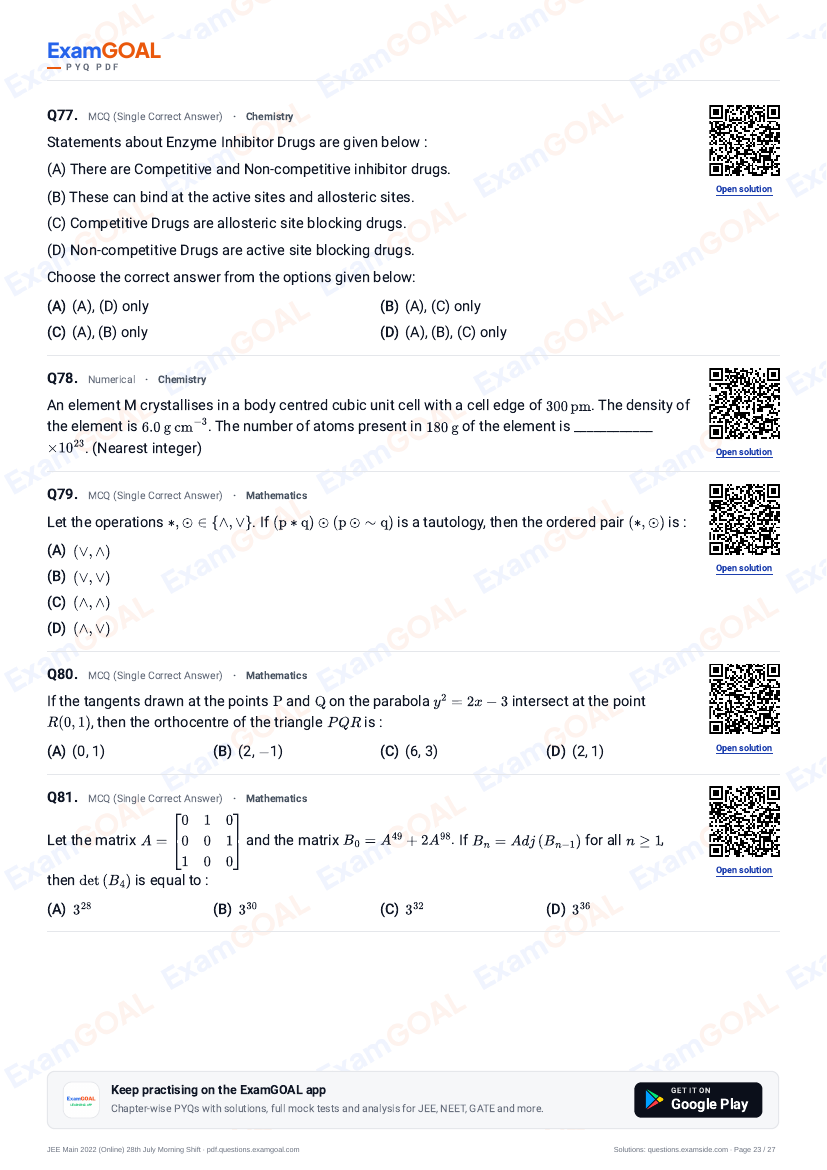 ExamGOAL
PYQ PDF
Q77. MCQ (Single Correct Answer) · Chemistry
Statements about Enzyme Inhibitor Drugs are given below :
(A) There are Competitive and Non-competitive inhibitor drugs.
(B) These can bind at the active sites and allosteric sites.
(C) Competitive Drugs are allosteric site blocking drugs.
(D) Non-competitive Drugs are active site blocking drugs.
Choose the correct answer from the options given below:
(A) (A), (D) only (B) (A), (C) only
(C) (A), (B) only (D) (A), (B), (C) only
Open solution
Q78. Numerical · Chemistry
An element M crystallises in a body centred cubic unit cell with a cell edge of 300 pm. The density of
the element is 6.0 g cm⁻³. The number of atoms present in 180 g of the element is ____________
×10²³. (Nearest integer)
Open solution
Q79. MCQ (Single Correct Answer) · Mathematics
Let the operations ∗, ⊙ ∈ {∧, ∨}. If (p ∗ q) ⊙ (p ⊙ ∼ q) is a tautology, then the ordered pair (∗, ⊙) is :
(A) (∨, ∧)
(B) (∨, ∨)
(C) (∧, ∧)
(D) (∧, ∨)
Open solution
Q80. MCQ (Single Correct Answer) · Mathematics
If the tangents drawn at the points P and Q on the parabola y² = 2x − 3 intersect at the point
R(0, 1), then the orthocentre of the triangle PQR is :
(A) (0, 1) (B) (2, −1) (C) (6, 3) (D) (2, 1)
Open solution
Q81. MCQ (Single Correct Answer) · Mathematics
Let the matrix A = [0 1 0; 0 0 1; 1 0 0] and the matrix B₀ = A⁴⁹ + 2A⁹⁸. If Bₙ = Adj (Bₙ₋₁) for all n ≥ 1,
then det (B₄) is equal to :
(A) 3²⁸ (B) 3³⁰ (C) 3³² (D) 3³⁶
Open solution
Keep practising on the ExamGOAL app
Chapter-wise PYQs with solutions, full mock tests and analysis for JEE, NEET, GATE and more.
GET IT ON
Google Play
JEE Main 2022 (Online) 28th July Morning Shift · pdf.questions.examgoal.com
Solutions: questions.examside.com · Page 23 / 27